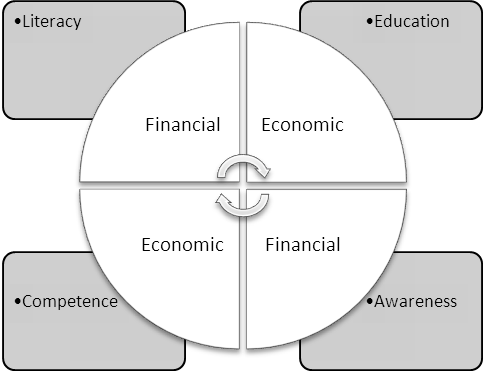 •Literacy
•Education
Financial
Economic
Economic
Financial
•Competence
•Awareness